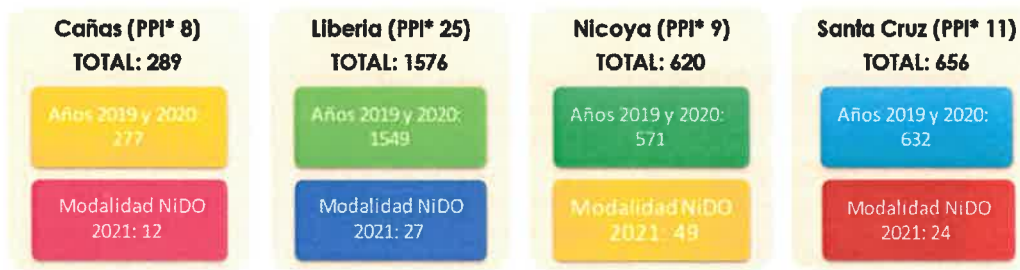 Cañas (PPI* 8)
TOTAL: 289
Años 2019 y 2020:
277
Modalidad NiDO
2021: 12
Liberia (PPI* 25)
TOTAL: 1576
Años 2019 y 2020:
1549
Modalidad NiDO
2021: 27
Nicoya (PPI* 9)
TOTAL: 620
Años 2019 y 2020:
571
Modalidad NiDO
2021: 49
Santa Cruz (PPI* 11)
TOTAL: 656
Años 2019 y 2020:
632
Modalidad NiDO
2021: 24